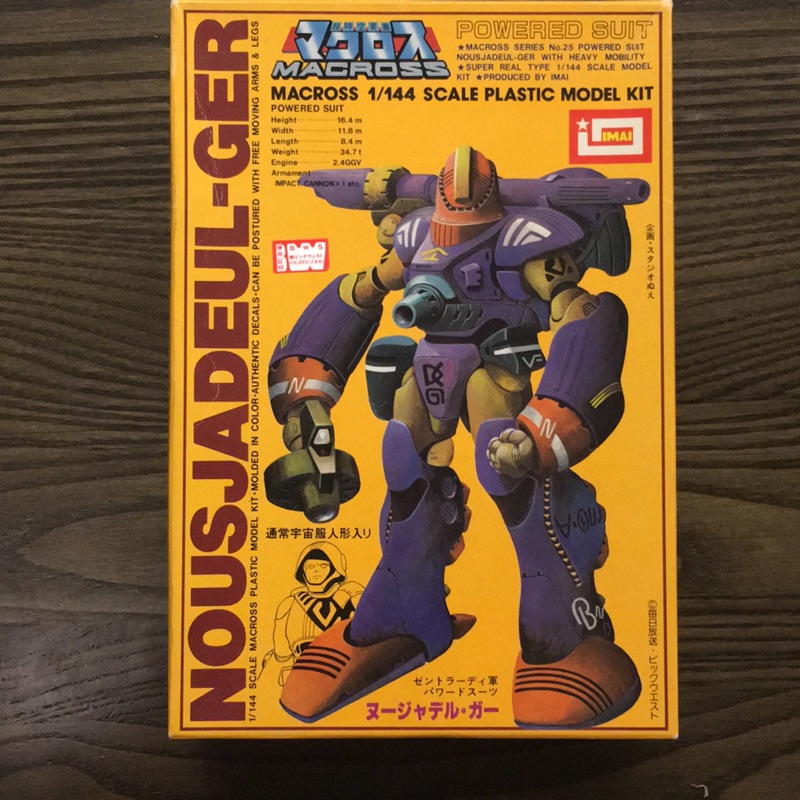 超時空要塞
マクロス
MACROSS
POWERED SUIT
★MACROSS SERIES No.25 POWERED SUIT
NOUSJADEUL-GER WITH HEAVY MOBILITY
★SUPER REAL TYPE 1/144 SCALE MODEL
KIT ★PRODUCED BY IMAI
MACROSS 1/144 SCALE PLASTIC MODEL KIT
POWERED SUIT
Height 16.4 m
Width 11.8 m
Length 8.4 m
Weight 34.7 t
Engine 2.4GGV
Armament
IMPACT CANNON×1 etc.
IMAI
NOUSJADEUL-GER
1/144 SCALE MACROSS PLASTIC MODEL KIT·MOLDED IN COLOR·AUTHENTIC DECALS·CAN BE POSTURED WITH FREE MOVING ARMS & LEGS
BWS
企画・スタジオぬえ
N
N
VF
通常宇宙服人形入り
ゼントラーディ軍
パワードスーツ
ヌージャデル・ガー
©毎日放送・ビックウエスト